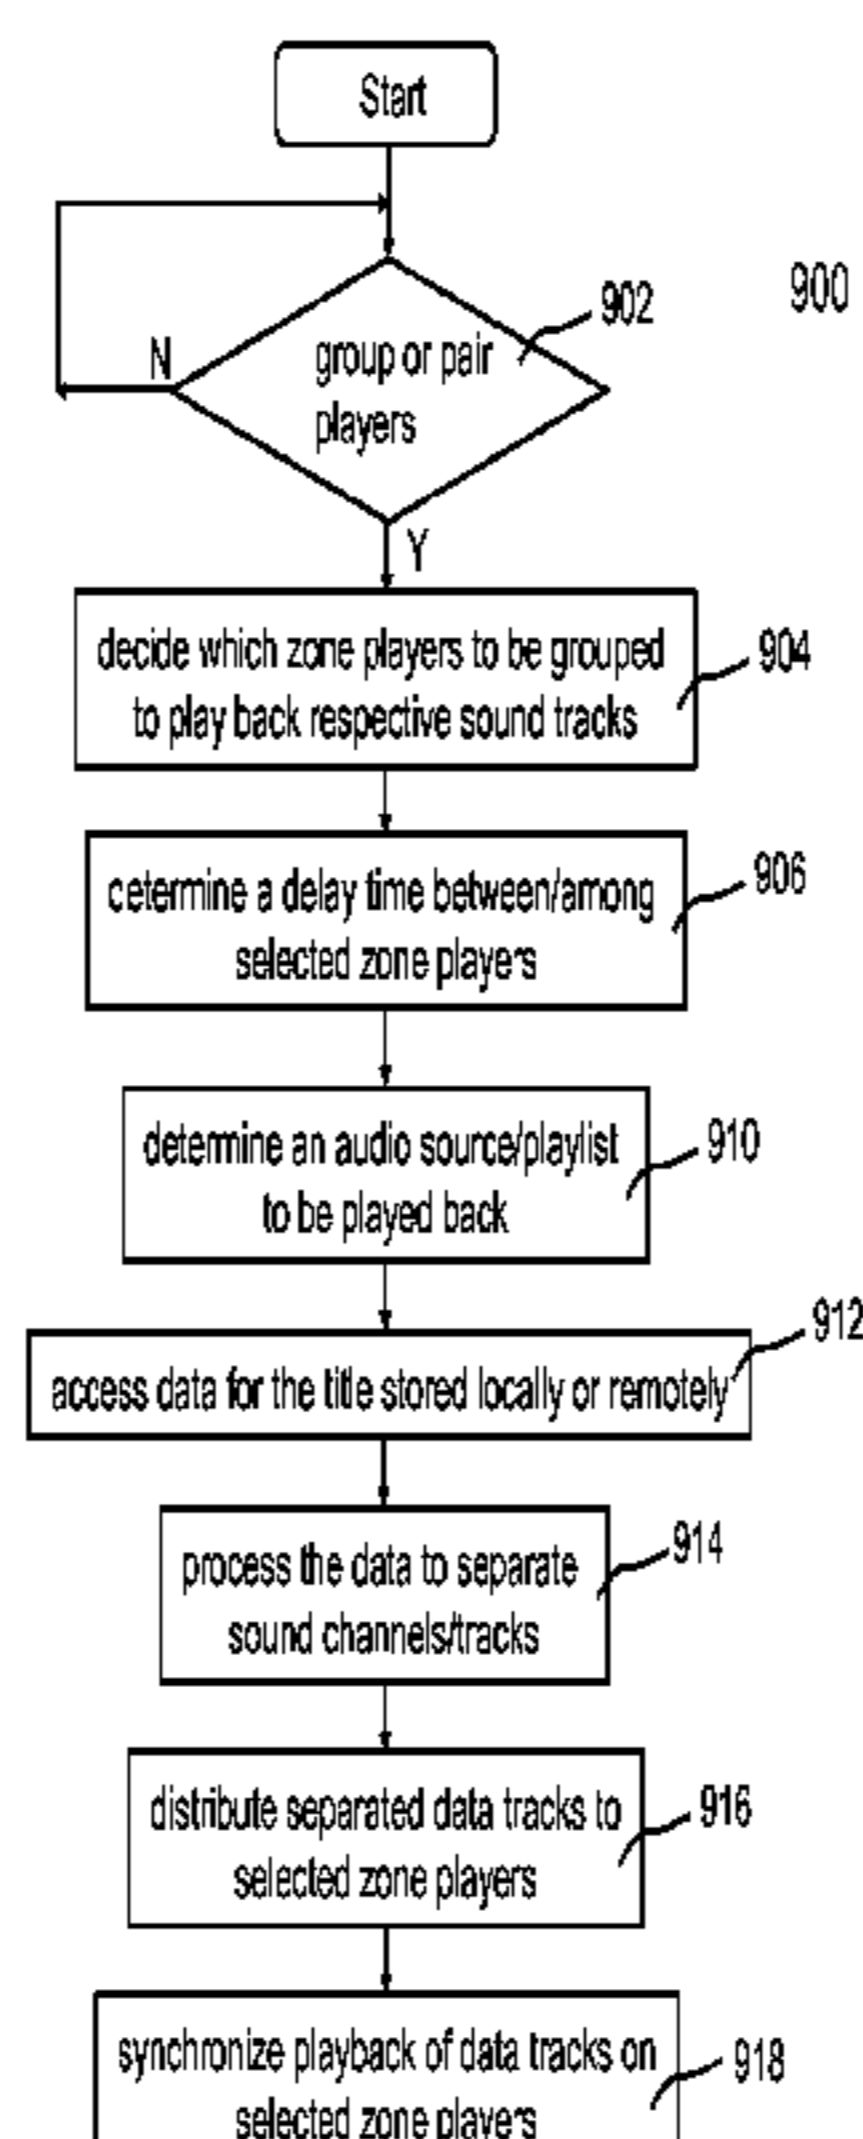 Start
900
902
group or pair
players
N
Y
decide which zone players to be grouped
to play back respective sound tracks
904
determine a delay time between/among
selected zone players
906
determine an audio source/playlist
to be played back
910
912
access data for the title stored locally or remotely
process the data to separate
sound channels/tracks
914
distribute separated data tracks to
selected zone players
916
synchronize playback of data tracks on
selected zone players
918